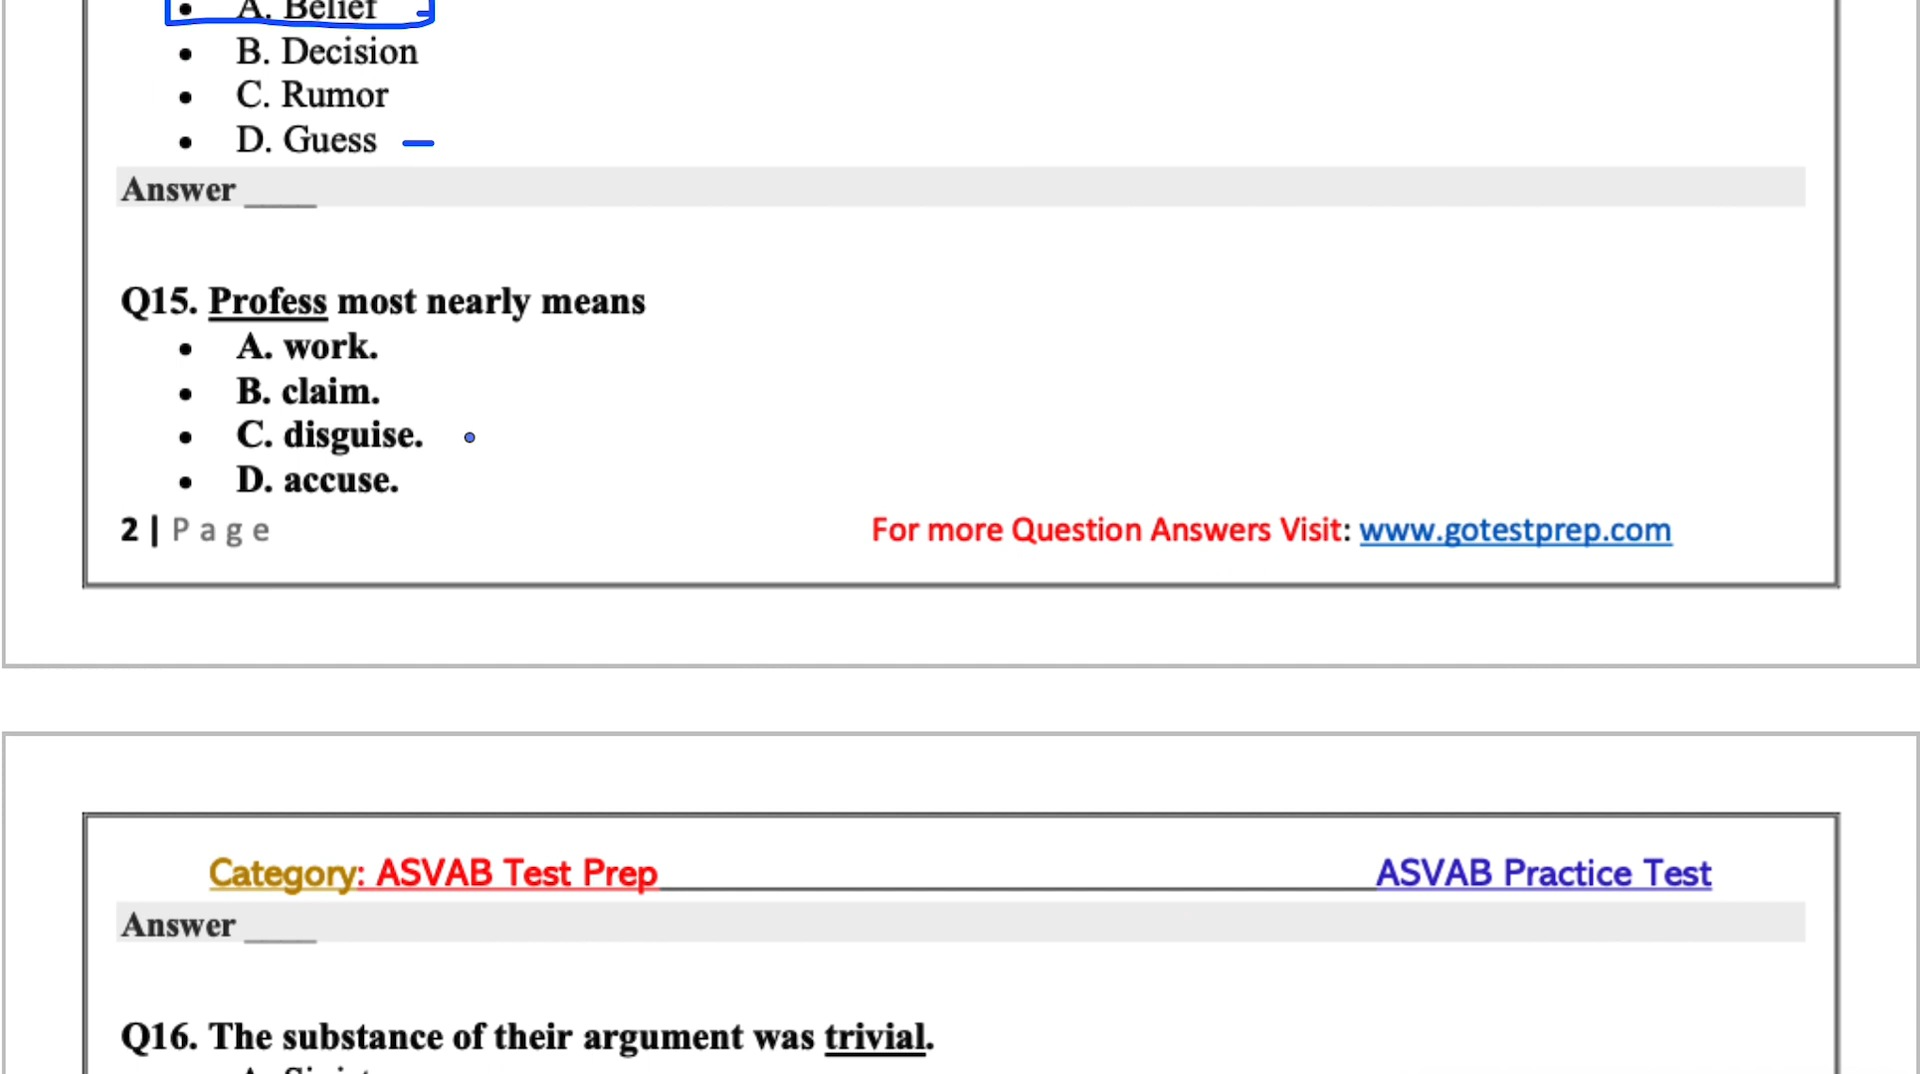 • A. Belief
• B. Decision
• C. Rumor
• D. Guess
Answer ____
Q15. Profess most nearly means
• A. work.
• B. claim.
• C. disguise.
• D. accuse.
2 | P a g e For more Question Answers Visit: www.gotestprep.com
Category: ASVAB Test Prep ASVAB Practice Test
Answer ____
Q16. The substance of their argument was trivial.